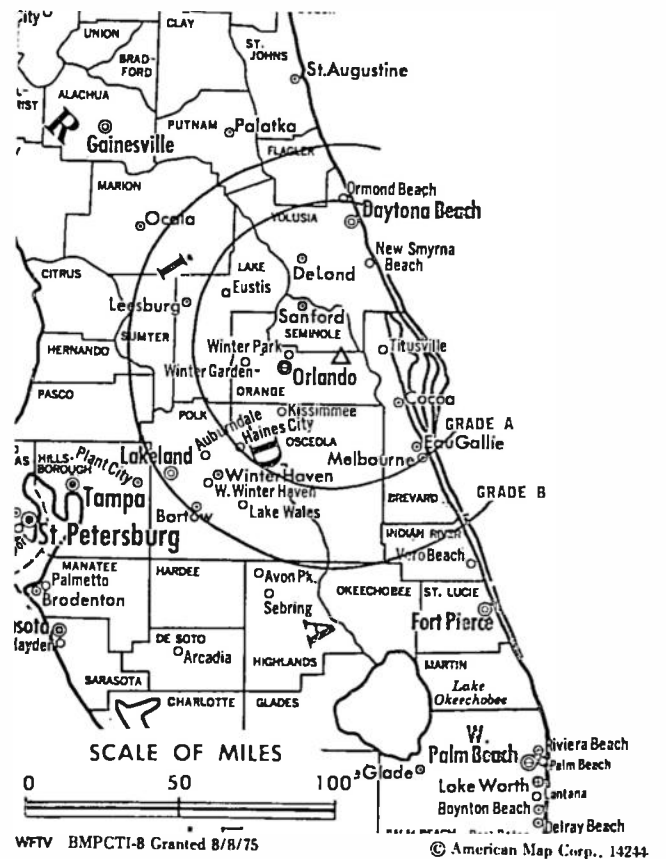 City
UNION
CLAY
BRAD-
FORD
ST.
JOHNS
St. Augustine
ALACHUA
RIST
R
Gainesville
PUTNAM
Palatka
FLAGLER
MARION
Ormond Beach
Ocala
VOLUSIA
Daytona Beach
I
New Smyrna
Beach
CITRUS
LAKE
DeLand
Eustis
Leesburg
Sanford
SUMTER
SEMINOLE
HERNANDO
Winter Park
Titusville
Winter Garden
Orlando
PASCO
ORANGE
Cocoa
POLK
Kissimmee
Auburndale
Haines City
OSCEOLA
GRADE A
Eau Gallie
Melbourne
HILLS-
BOROUGH
Plant City
Lakeland
D
Winter Haven
W. Winter Haven
Tampa
BREVARD
GRADE B
Bartow
Lake Wales
St. Petersburg
INDIAN RIVER
Vero Beach
MANATEE
HARDEE
Avon Pk.
OKEECHOBEE
ST. LUCIE
Palmetto
Bradenton
Sebring
Fort Pierce
A
DE SOTO
Arcadia
HIGHLANDS
MARTIN
SARASOTA
Lake
Okeechobee
CHARLOTTE
GLADES
W.
Palm Beach
Riviera Beach
Palm Beach
SCALE OF MILES
0 50 100
Glade
Lake Worth
Lantana
Boynton Beach
Delray Beach
WFTV BMPCTI-8 Granted 8/8/75
© American Map Corp., 14244